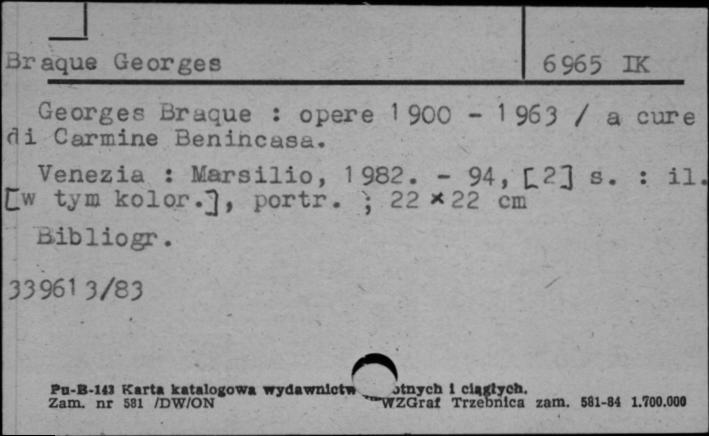 Braque Georges
6965 IK
Georges Braque : opere 1900 - 1963 / a cure
di Carmine Benincasa.
Venezia : Marsilio, 1982. - 94, [2] s. : il.
[w tym kolor.], portr. ; 22 x 22 cm
Bibliogr.
339613/83
Pu-B-143 Karta katalogowa wydawnictw otnych i ciągłych.
Zam. nr 581 /DW/ON WZGraf Trzebnica zam. 581-84 1.700.000